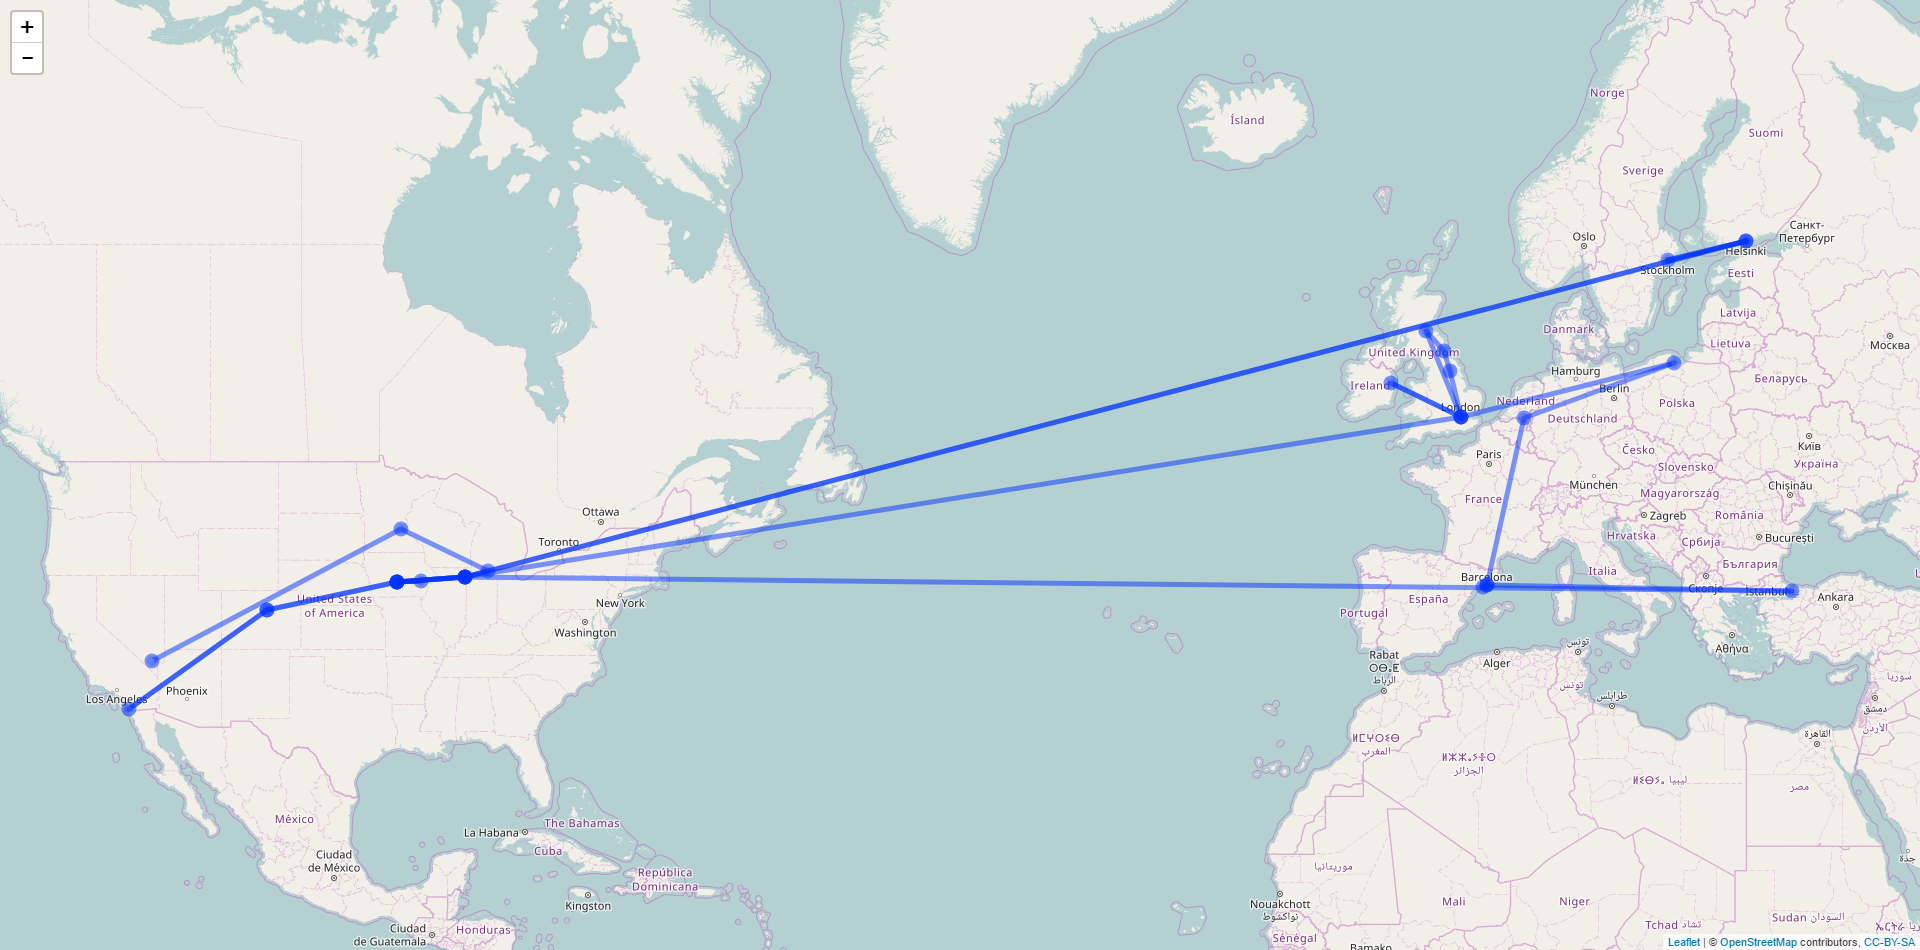 +
−
Ísland
Norge
Suomi
Sverige
Санкт-
Петербург
Oslo
Helsinki
Stockholm
Eesti
Latvija
Danmark
Lietuva
Москва
United Kingdom
Hamburg
Беларусь
Ireland
Berlin
Nederland
Polska
London
Deutschland
Київ
Paris
Česko
Україна
Slovensko
München
Chișinău
France
Magyarország
Zagreb
România
Hrvatska
București
Србија
България
Italia
Barcelona
Скопје
İstanbul
Ankara
España
Portugal
Αθήνα
تونس
Alger
Rabat
ⵔⴱⴰⵟ
الرباط
تونس
طرابلس
سوريا
دمشق
الأردن
القاهرة
المغرب
ⵍⵣⵣⴰⵢⴻⵔ
الجزائر
ليبيا
مصر
جدة
موريتانيا
Ottawa
Toronto
New York
Washington
United States
of America
Los Angeles
Phoenix
México
Ciudad
de México
La Habana
The Bahamas
Cuba
República
Dominicana
Kingston
Ciudad
de Guatemala
Honduras
Nouakchott
نواكشوط
Mali
Niger
Tchad تشاد
Sudan السودان
Sénégal
Bamako
Leaflet | © OpenStreetMap contributors, CC-BY-SA